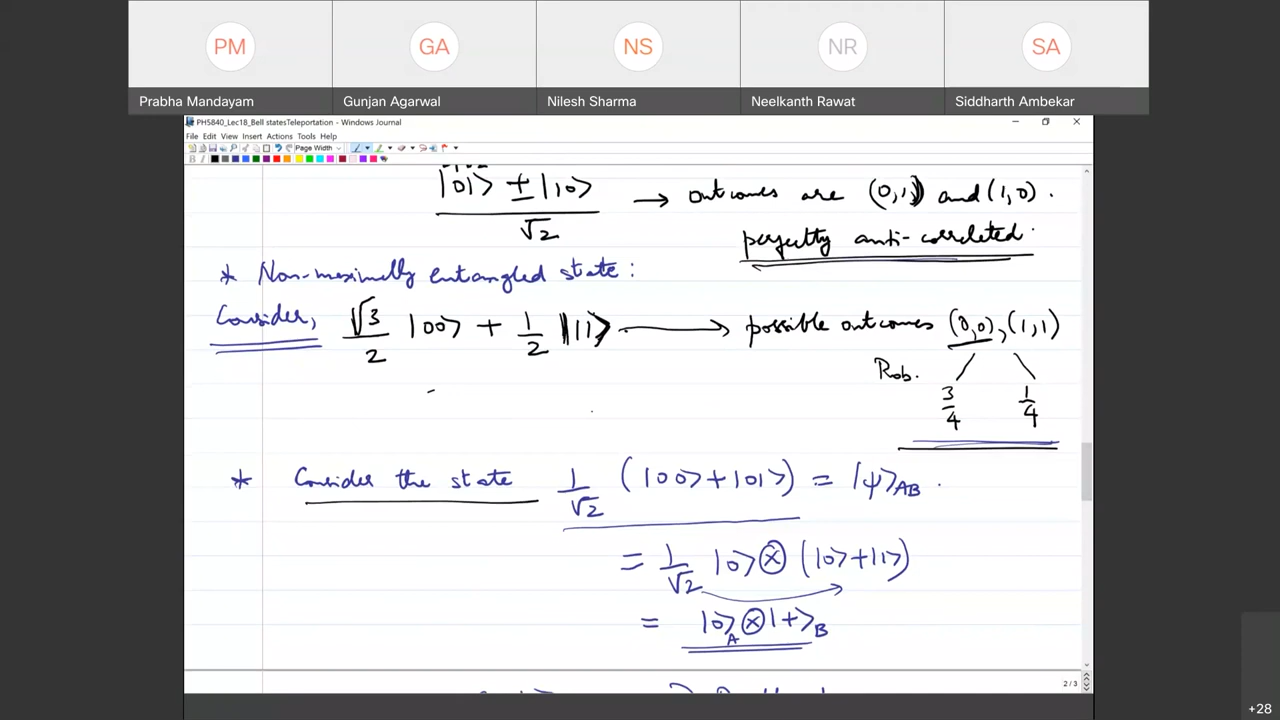 PM GA NS NR SA
Prabha Mandayam Gunjan Agarwal Nilesh Sharma Neelkanth Rawat Siddharth Ambekar
PH5840_Lec18_Bell statesTeleportation - Windows Journal
File Edit View Insert Actions Tools Help
Page Width
B I
(|01> ± |10>)/√2 → outcomes are (0,1) and (1,0).
perfectly anti-correlated.
* Non-maximally entangled state:
Consider, √3/2 |00> + 1/2 |11> → possible outcomes (0,0), (1,1)
Prob. 3/4 1/4
* Consider the state 1/√2 (|00>+|01>) = |ψ>AB.
= 1/√2 |0> ⊗ (|0>+|1>)
= |0>A ⊗ |+>B
2 / 3
+28